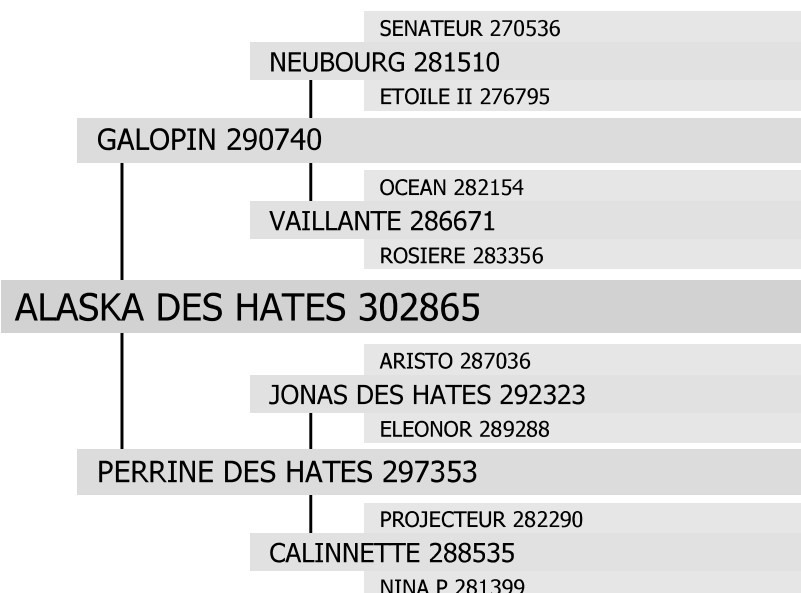 SENATEUR 270536
NEUBOURG 281510
ETOILE II 276795
GALOPIN 290740
OCEAN 282154
VAILLANTE 286671
ROSIERE 283356
ALASKA DES HATES 302865
ARISTO 287036
JONAS DES HATES 292323
ELEONOR 289288
PERRINE DES HATES 297353
PROJECTEUR 282290
CALINNETTE 288535
NINA P 281399